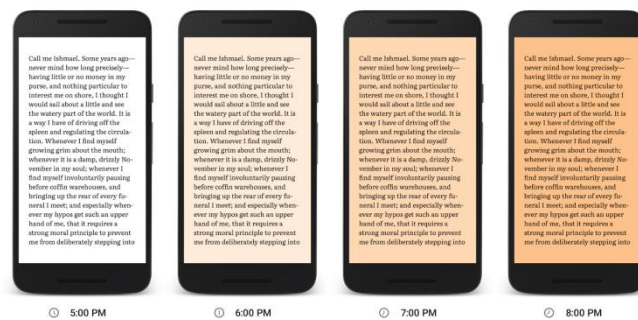 Call me Ishmael. Some years ago—
never mind how long precisely—
having little or no money in my
purse, and nothing particular to
interest me on shore, I thought I
would sail about a little and see
the watery part of the world. It is
a way I have of driving off the
spleen and regulating the circula-
tion. Whenever I find myself
growing grim about the mouth;
whenever it is a damp, drizzly No-
vember in my soul; whenever I
find myself involuntarily pausing
before coffin warehouses, and
bringing up the rear of every fu-
neral I meet; and especially when-
ever my hypos get such an upper
hand of me, that it requires a
strong moral principle to prevent
me from deliberately stepping into
5:00 PM
Call me Ishmael. Some years ago—
never mind how long precisely—
having little or no money in my
purse, and nothing particular to
interest me on shore, I thought I
would sail about a little and see
the watery part of the world. It is
a way I have of driving off the
spleen and regulating the circula-
tion. Whenever I find myself
growing grim about the mouth;
whenever it is a damp, drizzly No-
vember in my soul; whenever I
find myself involuntarily pausing
before coffin warehouses, and
bringing up the rear of every fu-
neral I meet; and especially when-
ever my hypos get such an upper
hand of me, that it requires a
strong moral principle to prevent
me from deliberately stepping into
6:00 PM
Call me Ishmael. Some years ago—
never mind how long precisely—
having little or no money in my
purse, and nothing particular to
interest me on shore, I thought I
would sail about a little and see
the watery part of the world. It is
a way I have of driving off the
spleen and regulating the circula-
tion. Whenever I find myself
growing grim about the mouth;
whenever it is a damp, drizzly No-
vember in my soul; whenever I
find myself involuntarily pausing
before coffin warehouses, and
bringing up the rear of every fu-
neral I meet; and especially when-
ever my hypos get such an upper
hand of me, that it requires a
strong moral principle to prevent
me from deliberately stepping into
7:00 PM
Call me Ishmael. Some years ago—
never mind how long precisely—
having little or no money in my
purse, and nothing particular to
interest me on shore, I thought I
would sail about a little and see
the watery part of the world. It is
a way I have of driving off the
spleen and regulating the circula-
tion. Whenever I find myself
growing grim about the mouth;
whenever it is a damp, drizzly No-
vember in my soul; whenever I
find myself involuntarily pausing
before coffin warehouses, and
bringing up the rear of every fu-
neral I meet; and especially when-
ever my hypos get such an upper
hand of me, that it requires a
strong moral principle to prevent
me from deliberately stepping into
8:00 PM